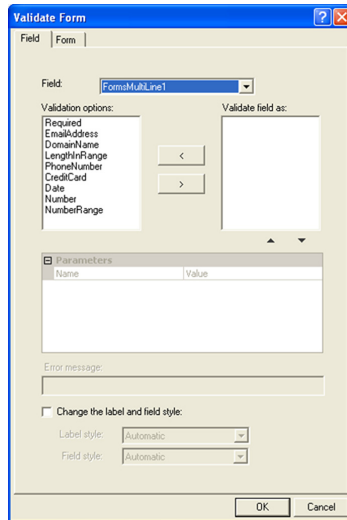 Validate Form
Field Form
Field: FormsMultiLine1
Validation options: Validate field as:
Required
EmailAddress
DomainName
LengthInRange
PhoneNumber
CreditCard
Date
Number
NumberRange
<
>
Parameters
Name Value
Error message:
Change the label and field style:
Label style: Automatic
Field style: Automatic
OK Cancel